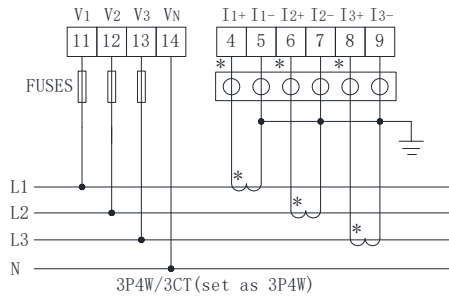 V1 V2 V3 VN I1+ I1- I2+ I2- I3+ I3-
11 12 13 14 4 5 6 7 8 9
* * *
FUSES
*
L1
*
L2
*
L3
N
3P4W/3CT(set as 3P4W)